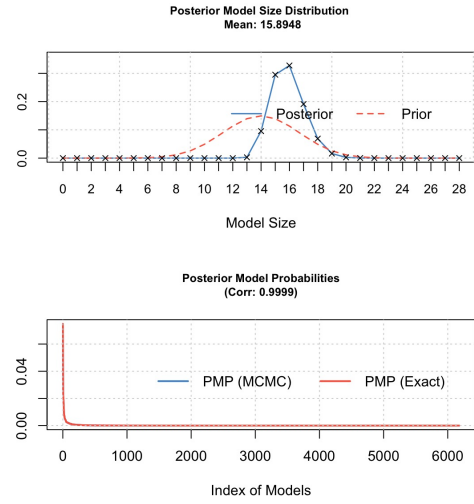 Posterior Model Size Distribution
Mean: 15.8948
0.2
0.0
Posterior Prior
0 2 4 6 8 10 12 14 16 18 20 22 24 26 28
Model Size
Posterior Model Probabilities
(Corr: 0.9999)
0.04
0.00
PMP (MCMC) PMP (Exact)
0 1000 2000 3000 4000 5000 6000
Index of Models